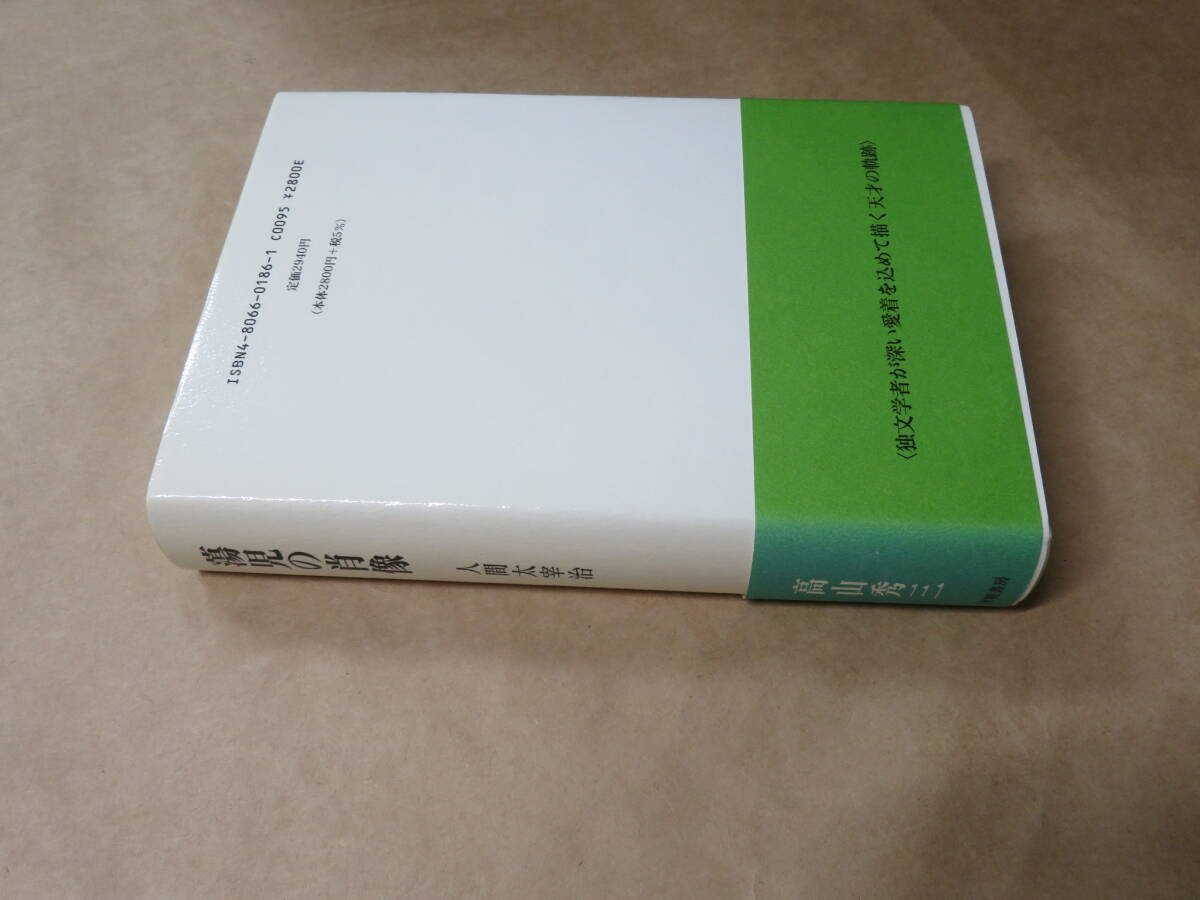 ISBN4-8066-0186-1 C0095 ¥2800E
定価2940円
(本体2800円+税5%)
〈独文学者が深い愛着を込めて描く天才の軌跡〉
蕩児の肖像
人間太宰治
高山秀三
書房